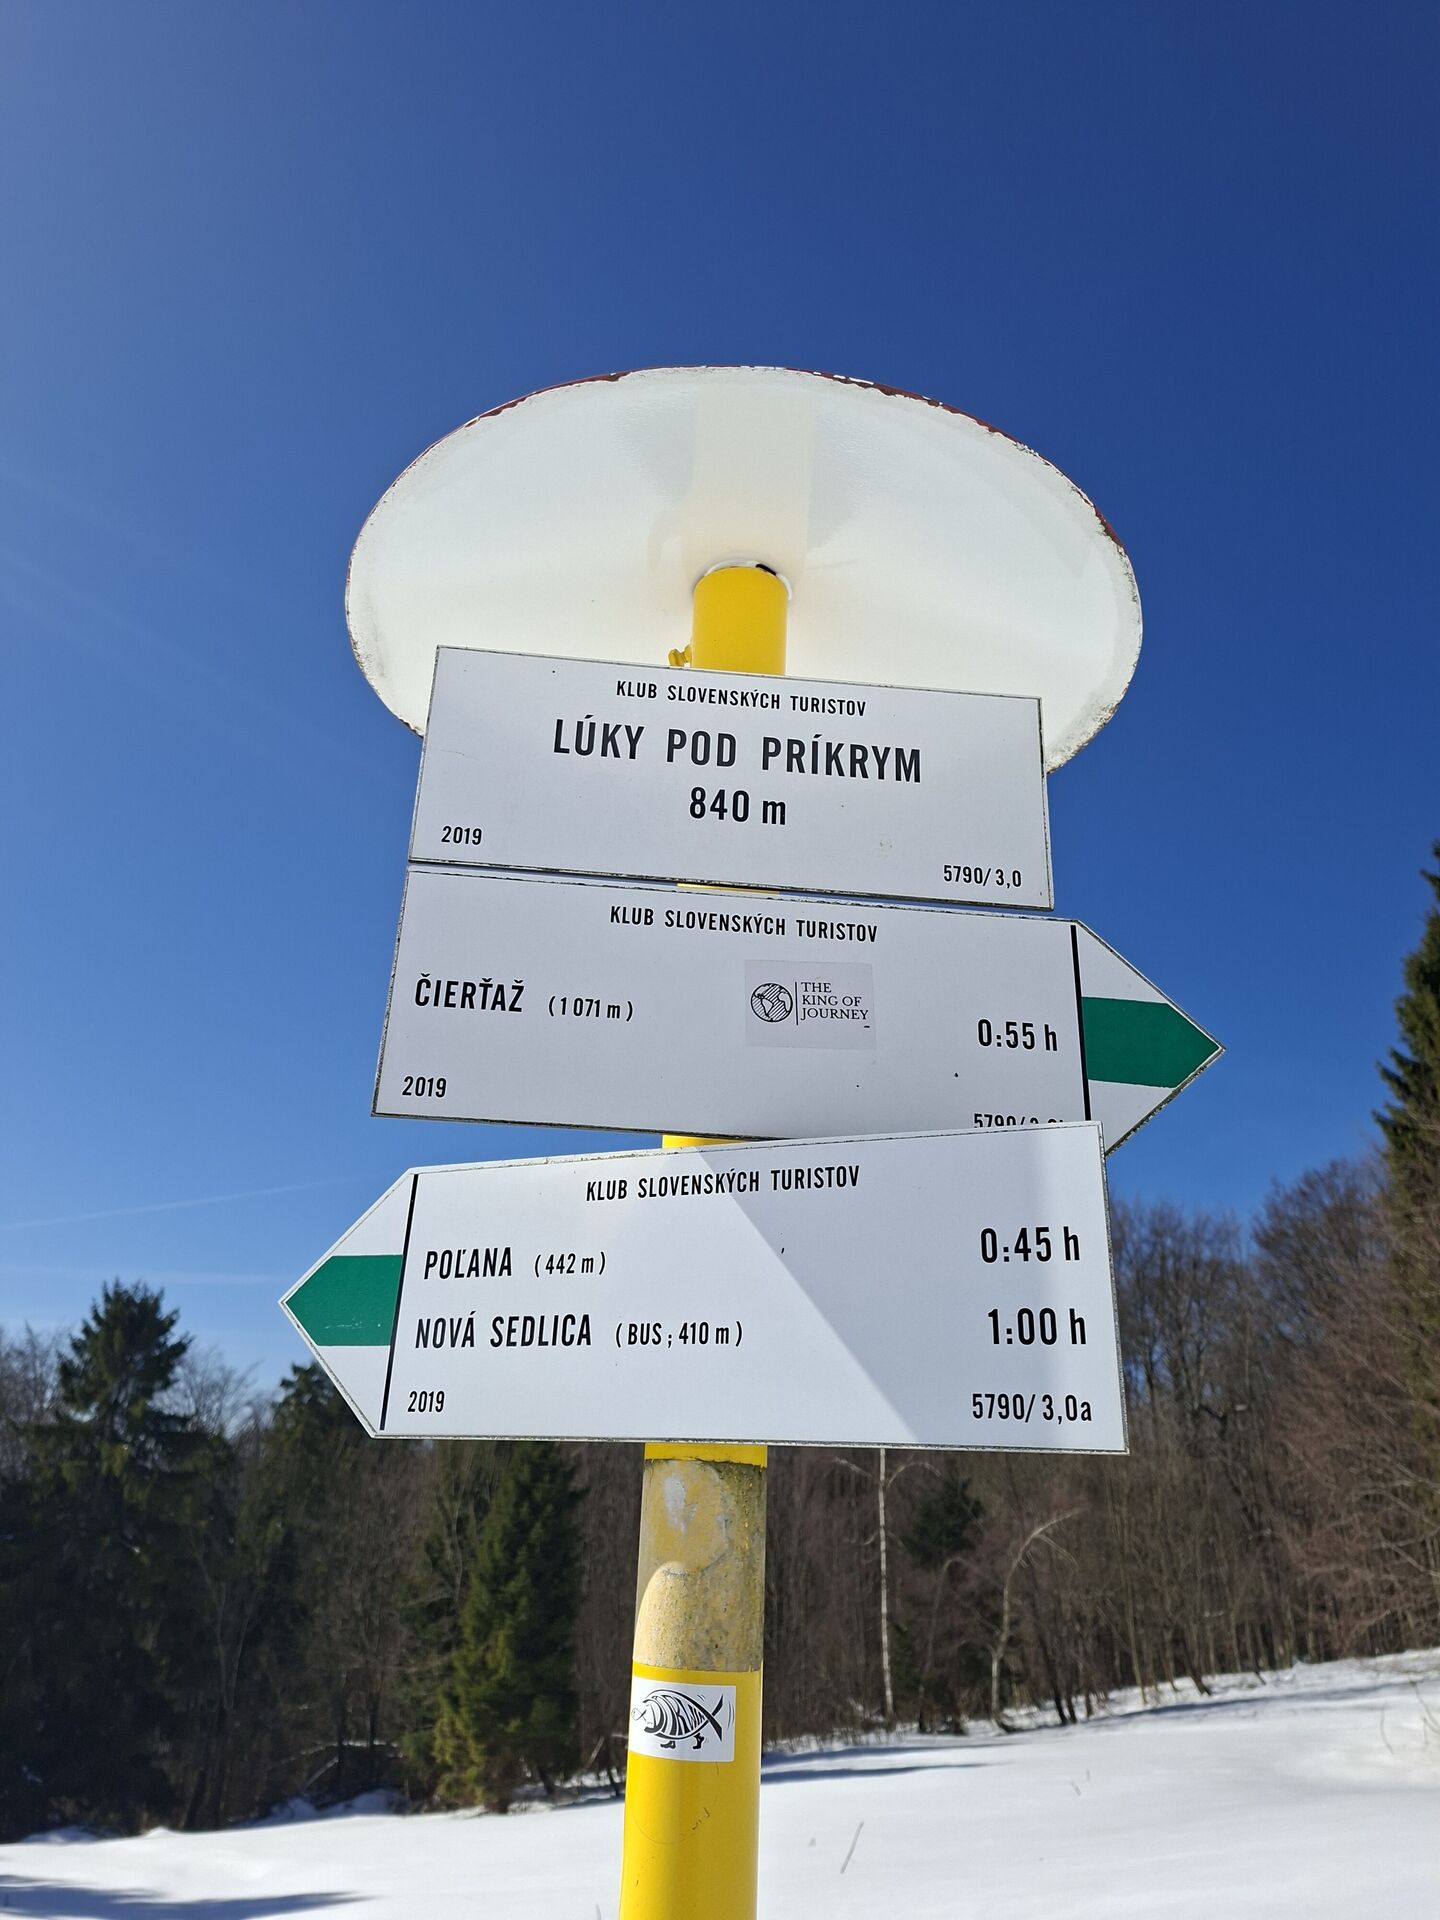 KLUB SLOVENSKÝCH TURISTOV
LÚKY POD PRÍKRYM
840 m
2019
5790/3,0
KLUB SLOVENSKÝCH TURISTOV
ČIERŤAŽ (1 071 m)
THE
KING OF
JOURNEY
0:55 h
2019
KLUB SLOVENSKÝCH TURISTOV
POĽANA (442 m) 0:45 h
NOVÁ SEDLICA (BUS; 410 m) 1:00 h
2019
5790/3,0a